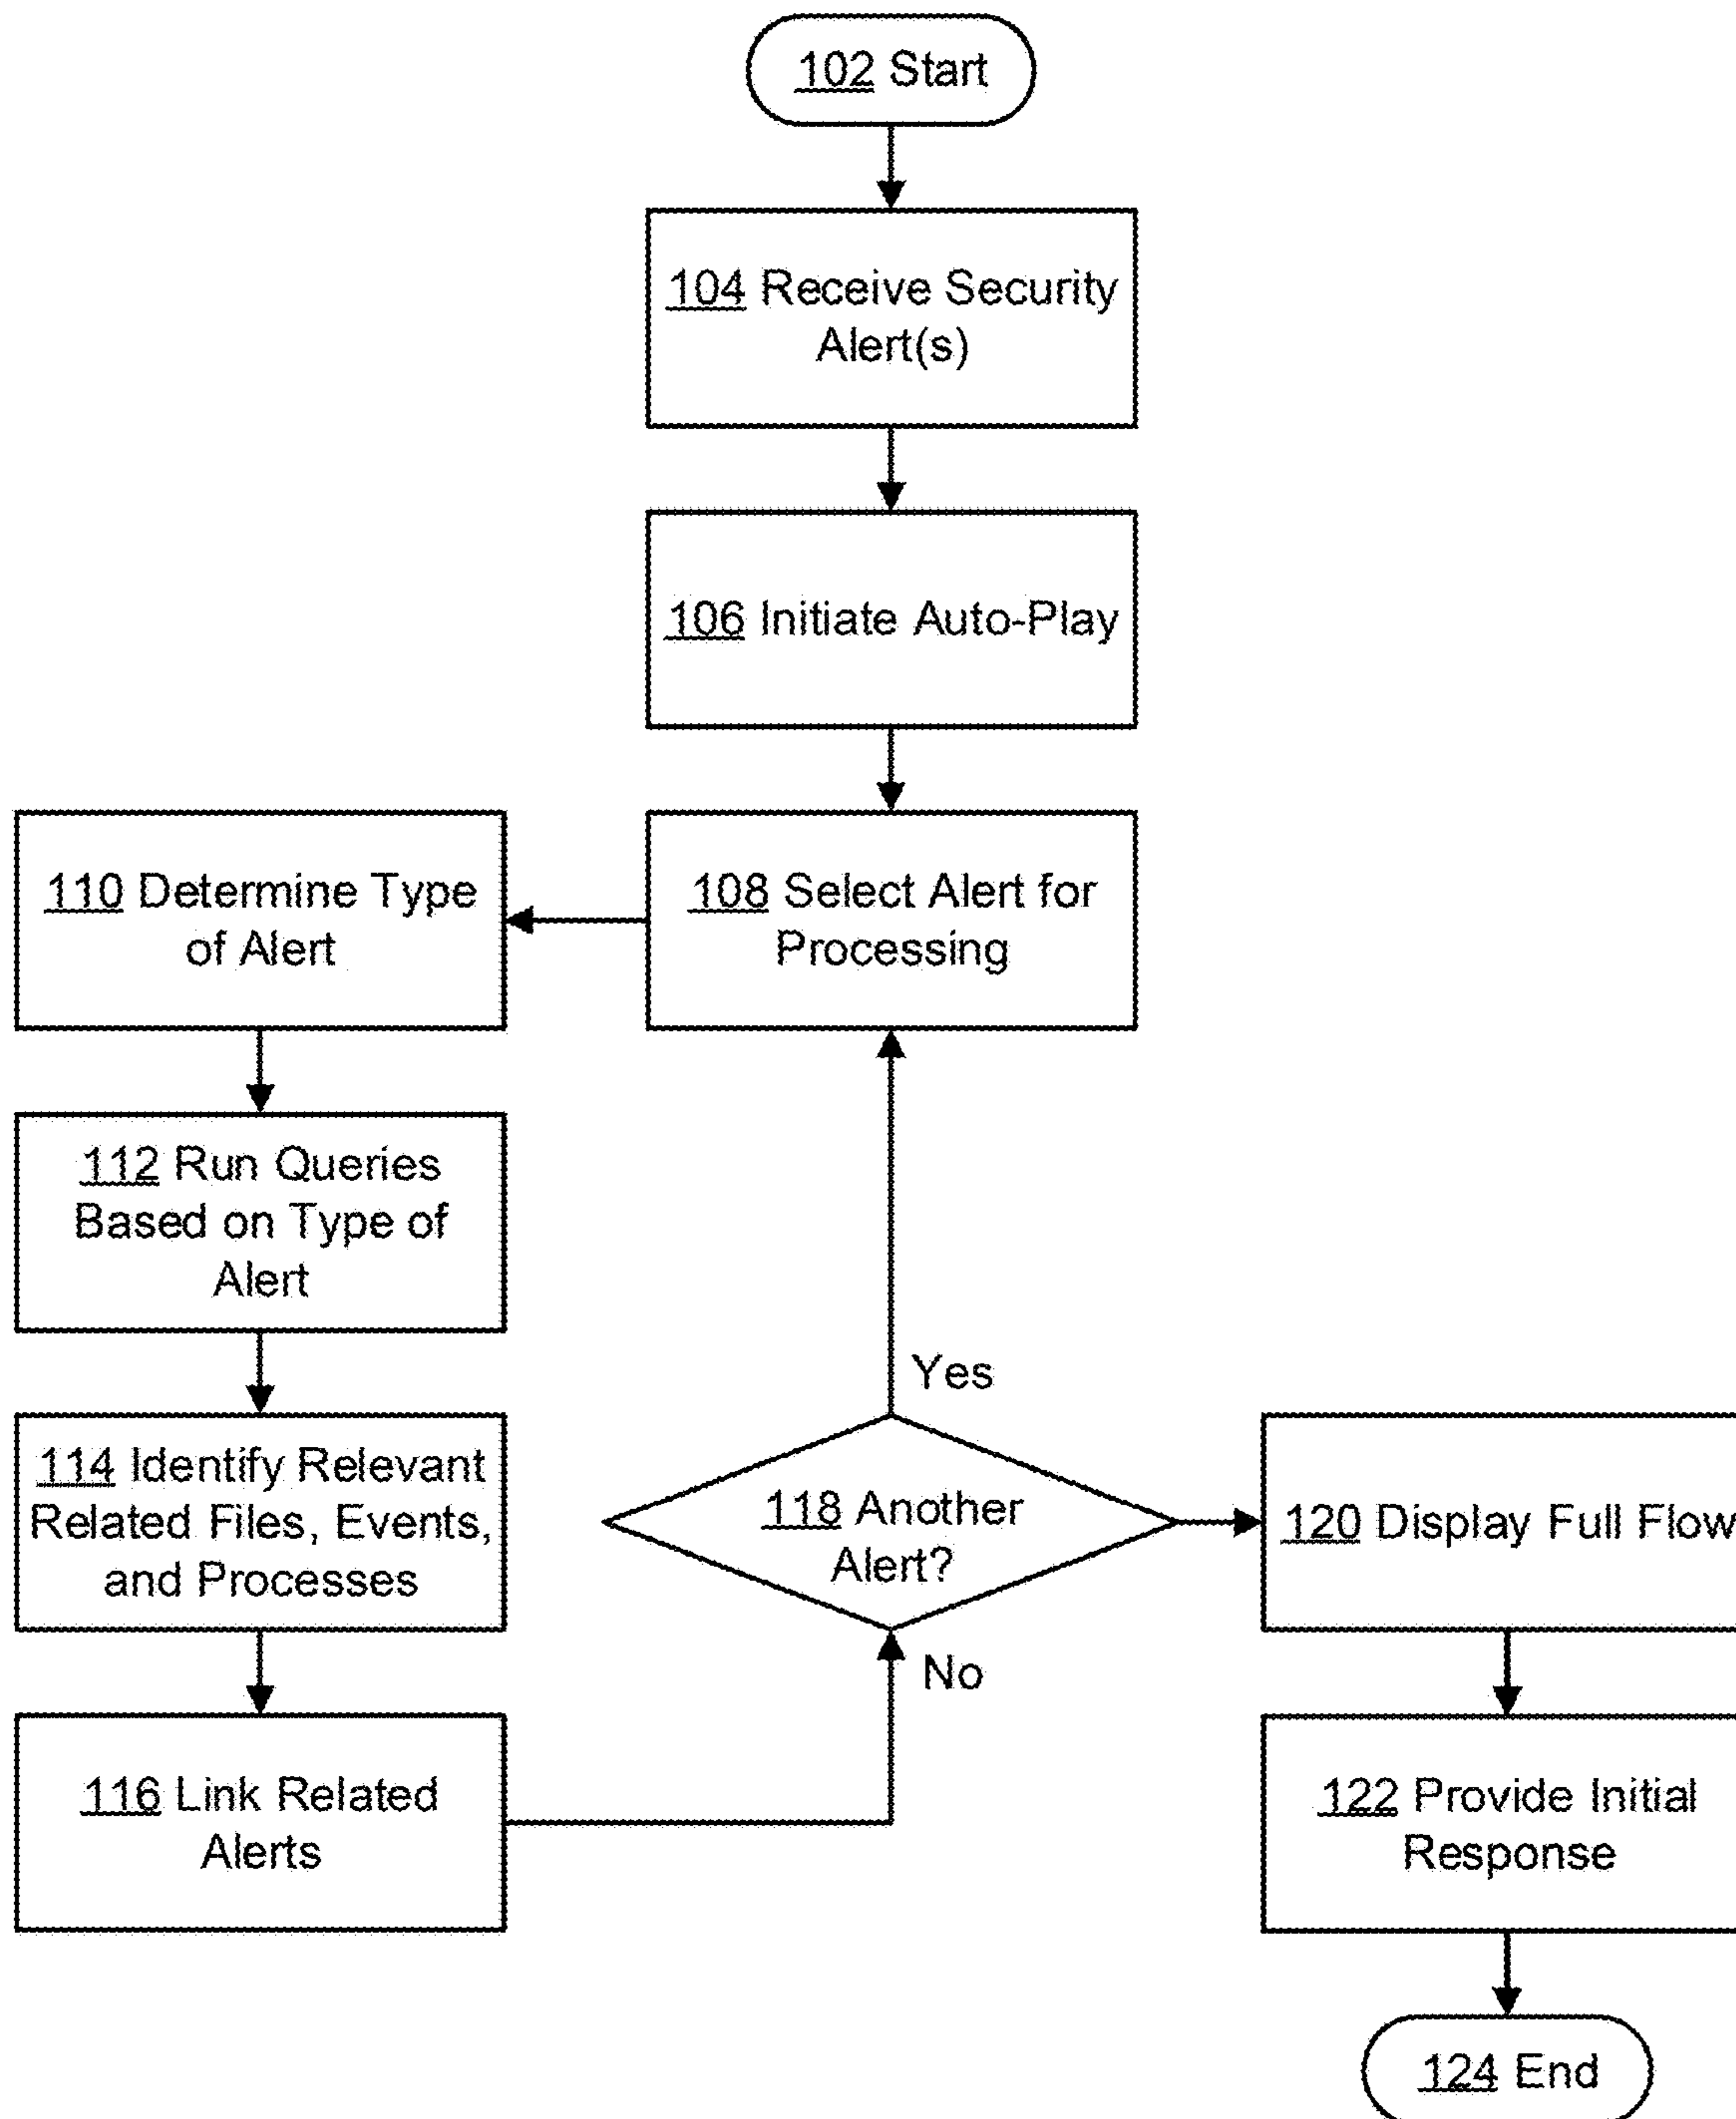 102 Start
104 Receive Security
Alert(s)
106 Initiate Auto-Play
108 Select Alert for
Processing
110 Determine Type
of Alert
112 Run Queries
Based on Type of
Alert
114 Identify Relevant
Related Files, Events,
and Processes
116 Link Related
Alerts
118 Another
Alert?
Yes
No
120 Display Full Flow
122 Provide Initial
Response
124 End